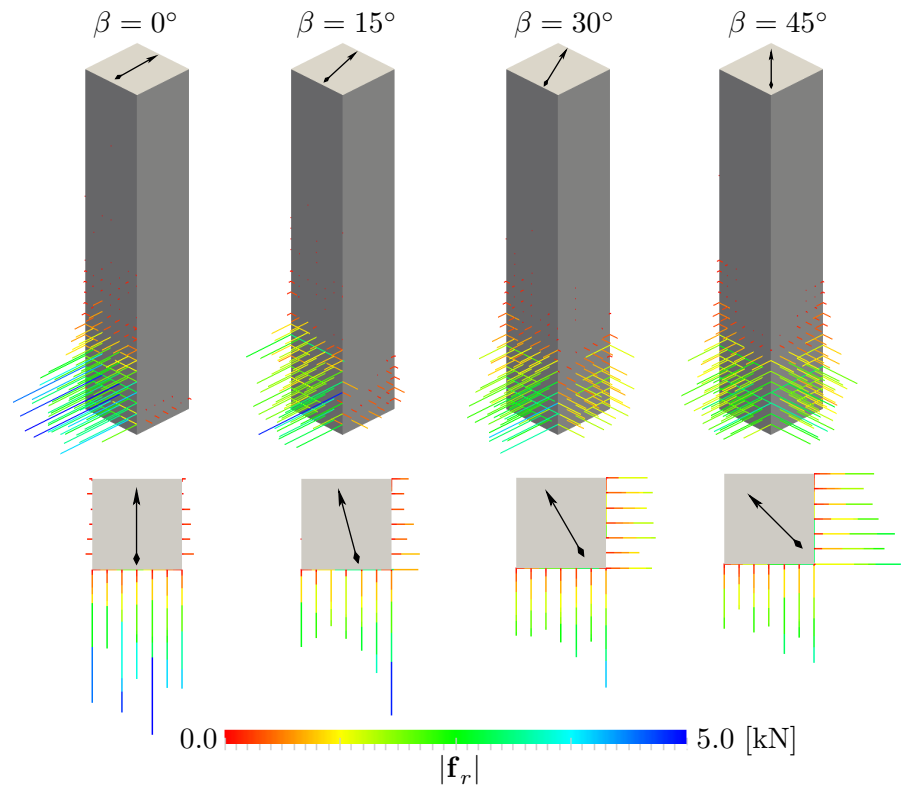 β = 0° β = 15° β = 30° β = 45°
0.0 5.0 [kN]
|f_r|